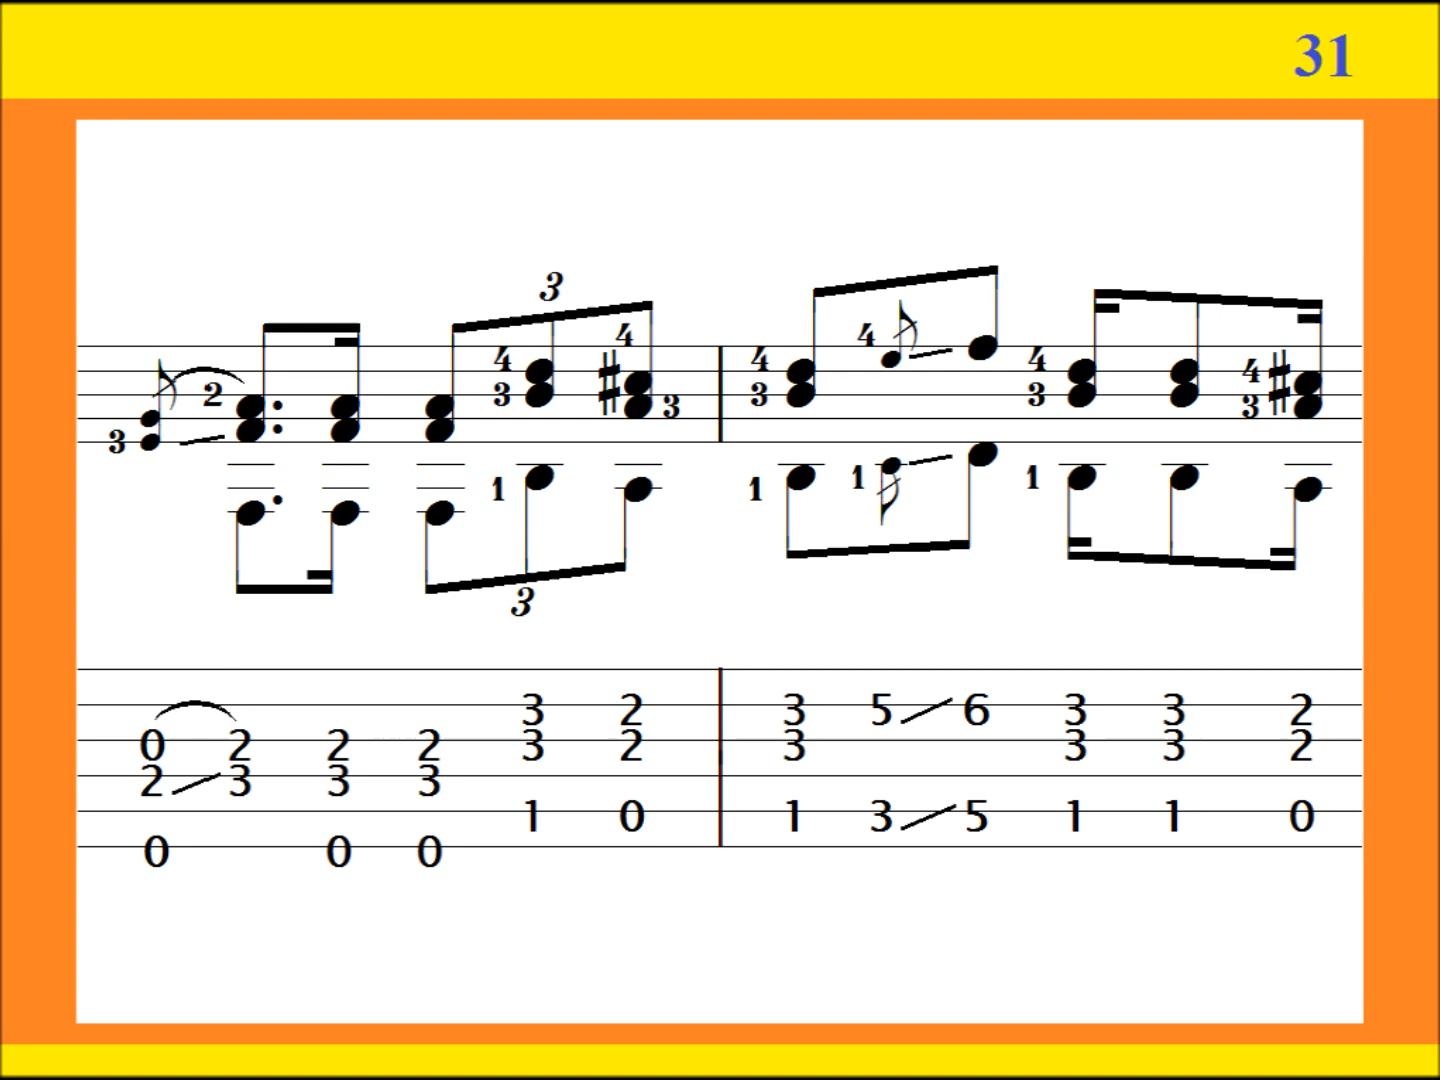 31
3
4 4
2 3 3 3
1
3
4 4 4 4
3 3 3
1 1 1
3 2 3 5 6 3 3 2
0 2 2 2 3 2 3 3 3 2
2 3 3 3
1 0 1 3 5 1 1 0
0 0 0